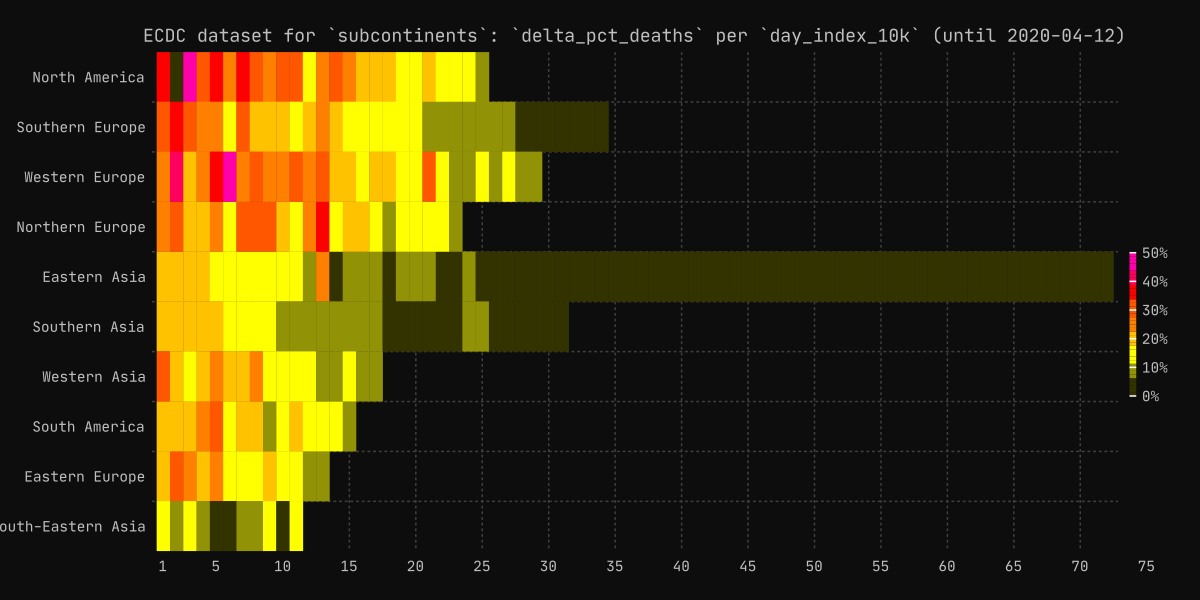 ECDC dataset for `subcontinents`: `delta_pct_deaths` per `day_index_10k` (until 2020-04-12)
North America
Southern Europe
Western Europe
Northern Europe
Eastern Asia
Southern Asia
Western Asia
South America
Eastern Europe
outh-Eastern Asia
50%
40%
30%
20%
10%
0%
1 5 10 15 20 25 30 35 40 45 50 55 60 65 70 75